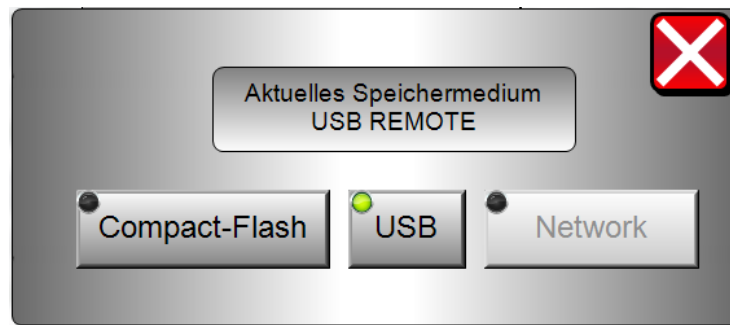 Aktuelles Speichermedium
USB REMOTE
Compact-Flash
USB
Network